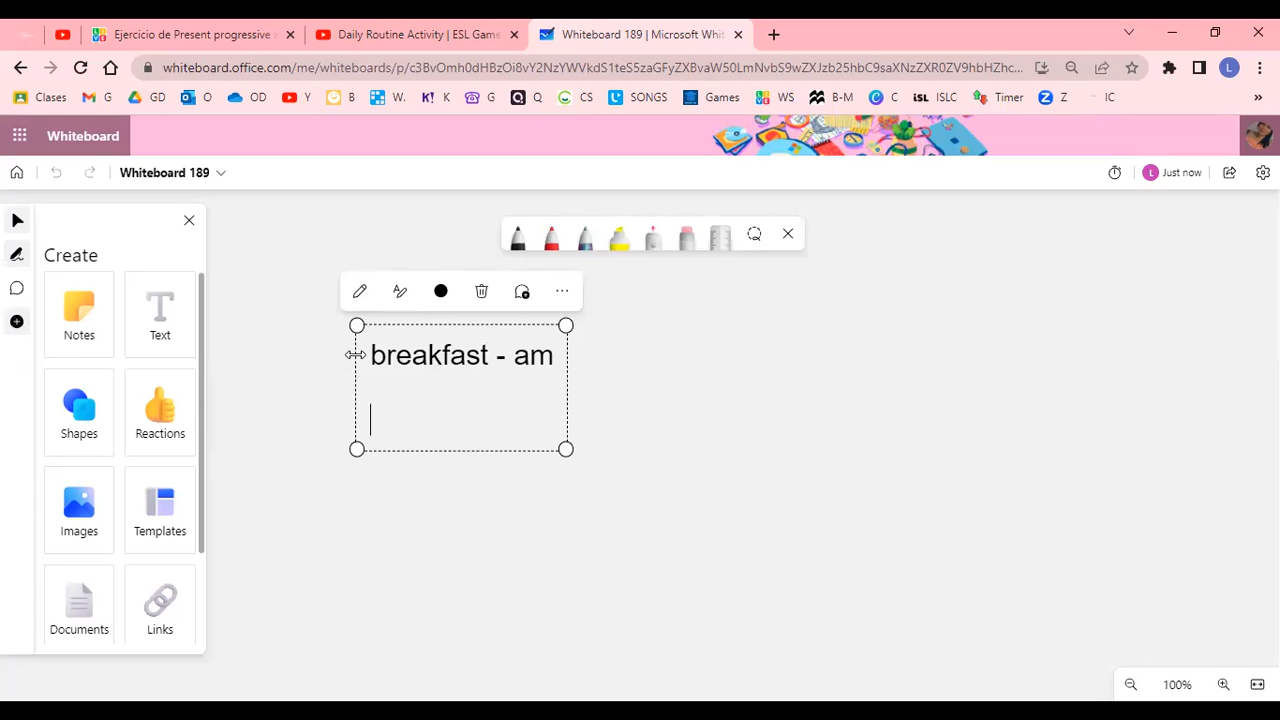 Ejercicio de Present progressive a
Daily Routine Activity | ESL Game
Whiteboard 189 | Microsoft Whit
whiteboard.office.com/me/whiteboards/p/c3BvOmh0dHBzOi8vY2NzYWVkdS1teS5zaGFyZXBvaW50LmNvbS9wZXJzb25hbC9saXNzZXR0ZV9hbHZhc...
L
Clases
G
GD
O
OD
Y
B
W.
K! K
G
Q
CS
SONGS
Games
WS
B-M
C
iSL ISLC
Timer
Z
IC
»
Whiteboard
Whiteboard 189
L Just now
Create
Notes
Text
Shapes
Reactions
Images
Templates
Documents
Links
breakfast - am
100%